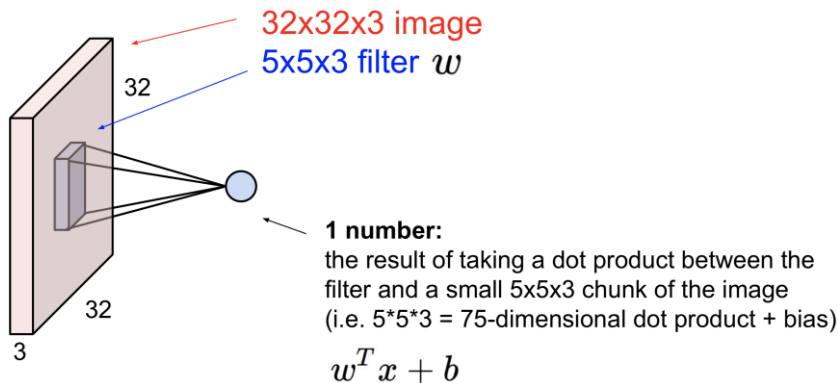 32x32x3 image
5x5x3 filter w
32
32
3
1 number:
the result of taking a dot product between the
filter and a small 5x5x3 chunk of the image
(i.e. 5*5*3 = 75-dimensional dot product + bias)
w^T x + b